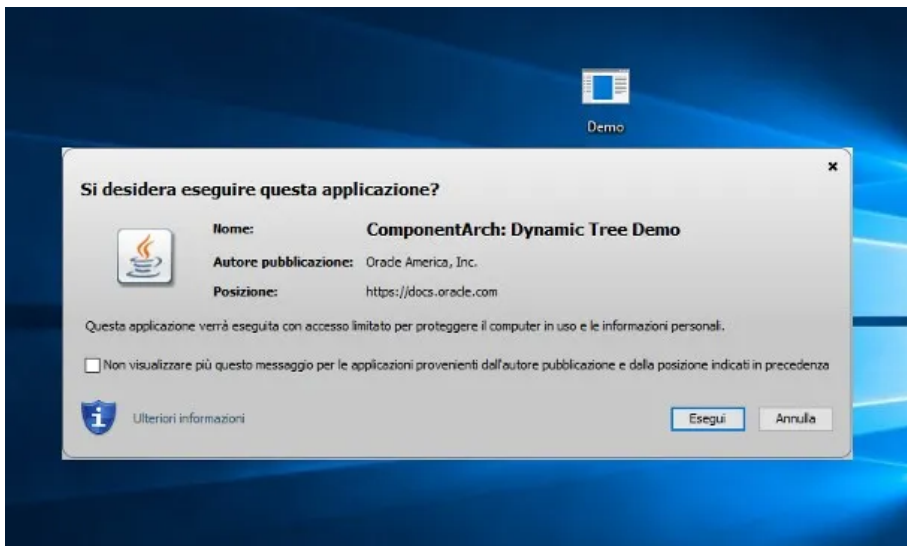 Demo
Si desidera eseguire questa applicazione?
Nome: ComponentArch: Dynamic Tree Demo
Autore pubblicazione: Oracle America, Inc.
Posizione: https://docs.oracle.com
Questa applicazione verrà eseguita con accesso limitato per proteggere il computer in uso e le informazioni personali.
Non visualizzare più questo messaggio per le applicazioni provenienti dall'autore pubblicazione e dalla posizione indicati in precedenza
Ulteriori informazioni
Esegui Annulla